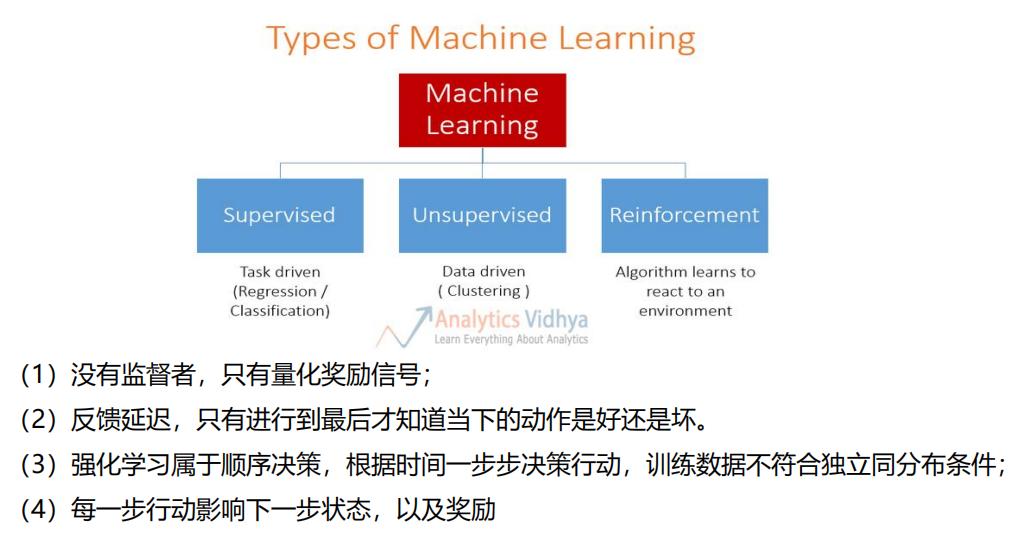 Types of Machine Learning
Machine
Learning
Supervised
Unsupervised
Reinforcement
Task driven
(Regression /
Classification)
Data driven
( Clustering )
Algorithm learns to
react to an
environment
Analytics Vidhya
Learn Everything About Analytics
（1）没有监督者，只有量化奖励信号；
（2）反馈延迟，只有进行到最后才知道当下的动作是好还是坏。
（3）强化学习属于顺序决策，根据时间一步步决策行动，训练数据不符合独立同分布条件；
（4）每一步行动影响下一步状态，以及奖励